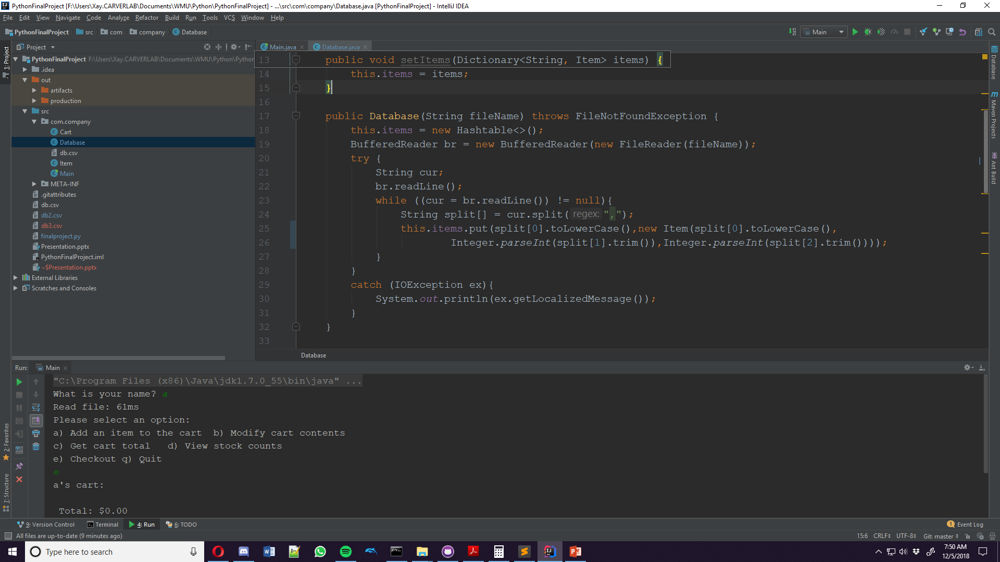 PythonFinalProject [F:\Users\Xay.CARVERLAB\Documents\WMU\Python\PythonFinalProject] - ...\src\com\company\Database.java [PythonFinalProject] - IntelliJ IDEA
File Edit View Navigate Code Analyze Refactor Build Run Tools VCS Window Help
PythonFinalProject src com company Database Main
1: Project
Project
PythonFinalProject F:\Users\Xay.CARVERLAB\Documents\WMU\Python\Python
.idea
out
artifacts
production
src
com.company
Cart
Database
db.csv
Item
Main
META-INF
.gitattributes
db.csv
db2.csv
db3.csv
finalproject.py
Presentation.pptx
PythonFinalProject.iml
~$Presentation.pptx
External Libraries
Scratches and Consoles
Main.java Database.java
13 public void setItems(Dictionary<String, Item> items) {
14 this.items = items;
15 }
16
17 public Database(String fileName) throws FileNotFoundException {
18 this.items = new Hashtable<>();
19 BufferedReader br = new BufferedReader(new FileReader(fileName));
20 try {
21 String cur;
22 br.readLine();
23 while ((cur = br.readLine()) != null){
24 String split[] = cur.split( regex: ",");
25 this.items.put(split[0].toLowerCase(),new Item(split[0].toLowerCase(),
26 Integer.parseInt(split[1].trim()),Integer.parseInt(split[2].trim())));
27 }
28 }
29 catch (IOException ex){
30 System.out.println(ex.getLocalizedMessage());
31 }
32 }
33
Database
Database
Maven Projects
Ant Build
Run: Main
"C:\Program Files (x86)\Java\jdk1.7.0_55\bin\java" ...
What is your name? a
Read file: 61ms
Please select an option:
a) Add an item to the cart b) Modify cart contents
c) Get cart total d) View stock counts
e) Checkout q) Quit
e
a's cart:
Total: $0.00
2: Favorites
7: Structure
9: Version Control Terminal 4: Run 6: TODO 1 Event Log
All files are up-to-date (9 minutes ago) 15:6 CRLF UTF-8 Git: master
Type here to search
7:50 AM
12/5/2018